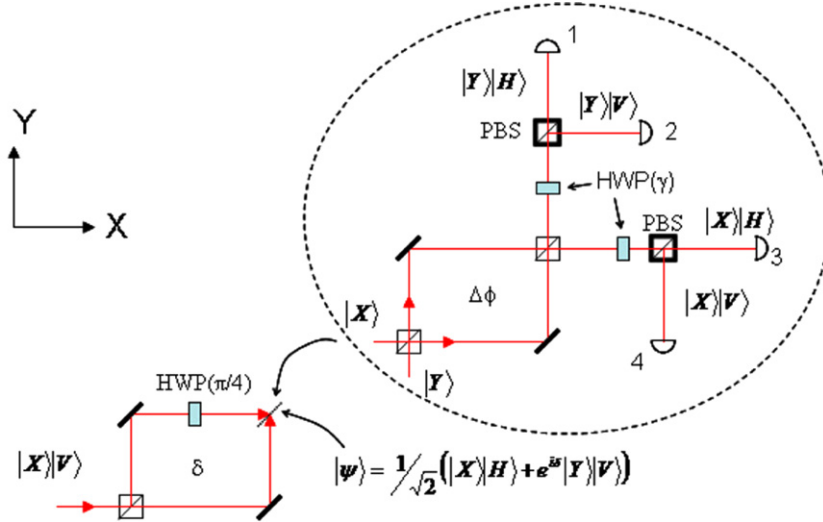 1
|Y⟩|H⟩
|Y⟩|V⟩
Y
PBS
2
HWP(γ)
X
PBS
|X⟩|H⟩
3
Δϕ
|X⟩
|X⟩|V⟩
4
HWP(π/4)
|Y⟩
|X⟩|V⟩
δ
|ψ⟩ = 1/√2(|X⟩|H⟩ + e^{iδ}|Y⟩|V⟩)